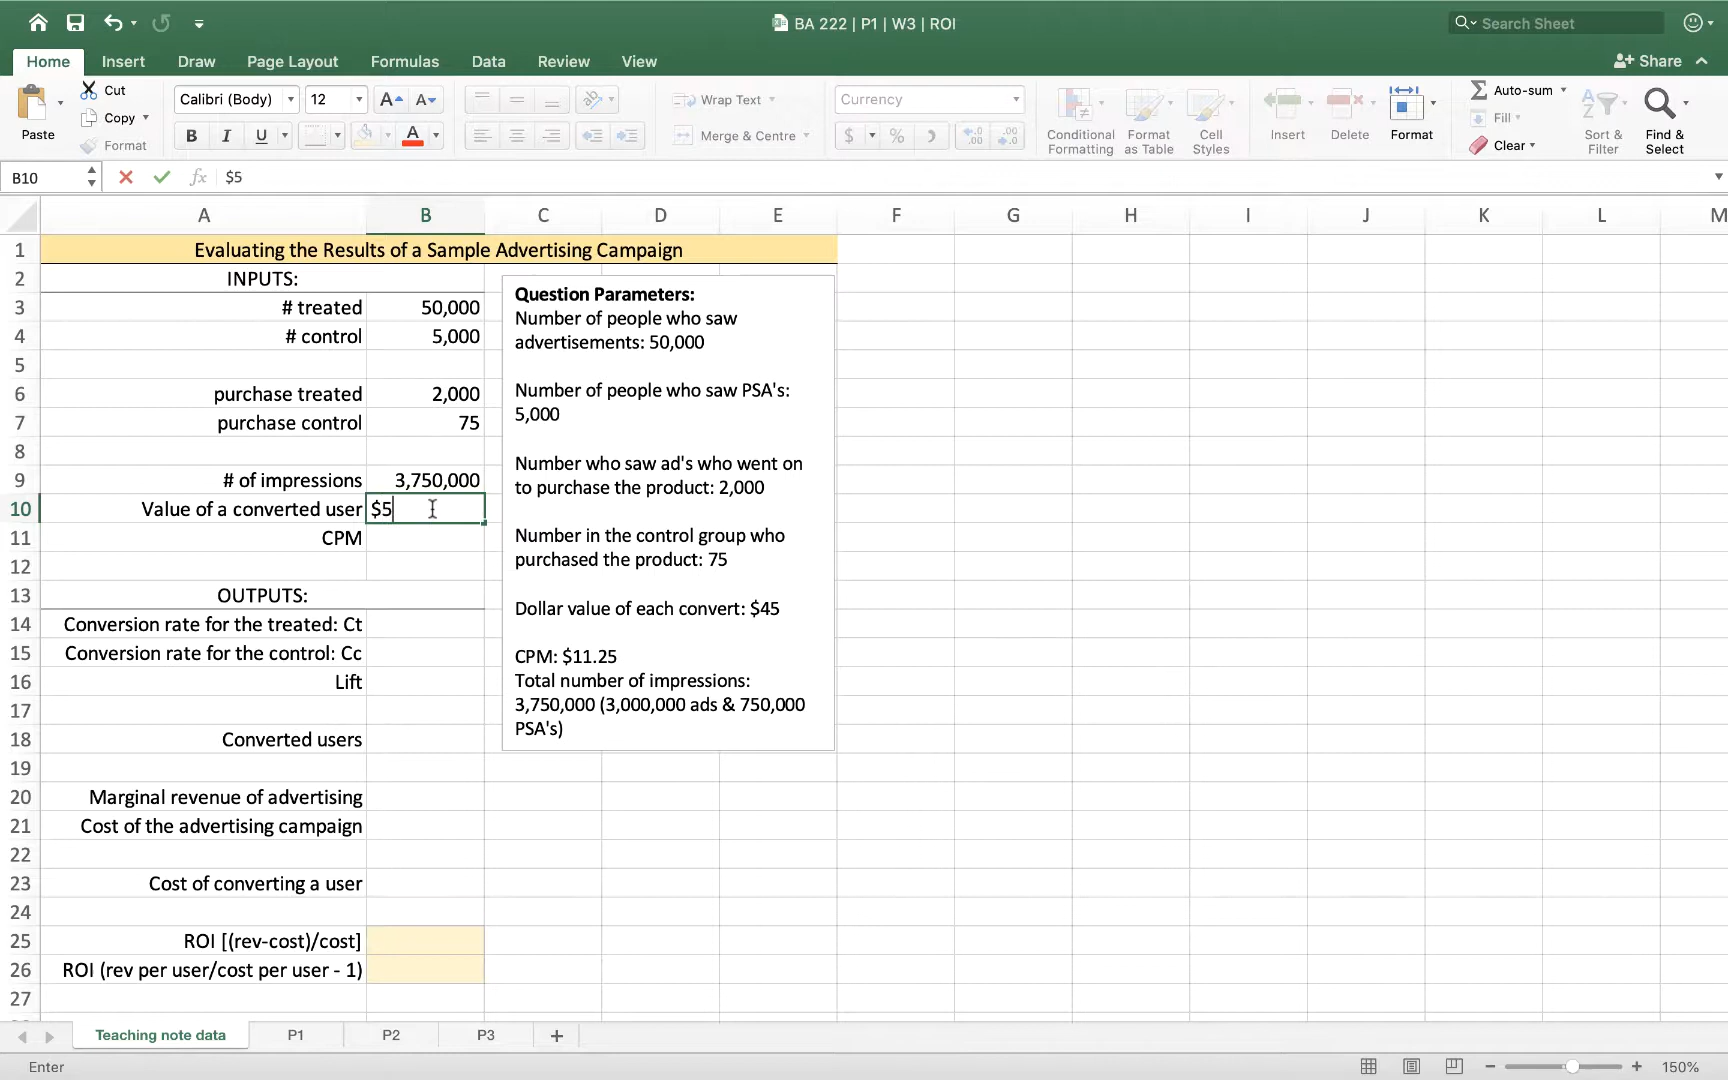 BA 222 | P1 | W3 | ROI
Search Sheet
Home Insert Draw Page Layout Formulas Data Review View
Share
Paste
Cut
Copy
Format
Calibri (Body) 12 A A
B I U A
Wrap Text
Merge & Centre
Currency
$ % )
Conditional Formatting
Format as Table
Cell Styles
Insert
Delete
Format
Auto-sum
Fill
Clear
Sort & Filter
Find & Select
B10 fx $5
A B C D E F G H I J K L M
1 Evaluating the Results of a Sample Advertising Campaign
2 INPUTS:
3 # treated 50,000
4 # control 5,000
5
6 purchase treated 2,000
7 purchase control 75
8
9 # of impressions 3,750,000
10 Value of a converted user $5
11 CPM
12
13 OUTPUTS:
14 Conversion rate for the treated: Ct
15 Conversion rate for the control: Cc
16 Lift
17
18 Converted users
19
20 Marginal revenue of advertising
21 Cost of the advertising campaign
22
23 Cost of converting a user
24
25 ROI [(rev-cost)/cost]
26 ROI (rev per user/cost per user - 1)
27
Question Parameters:
Number of people who saw
advertisements: 50,000
Number of people who saw PSA's:
5,000
Number who saw ad's who went on
to purchase the product: 2,000
Number in the control group who
purchased the product: 75
Dollar value of each convert: $45
CPM: $11.25
Total number of impressions:
3,750,000 (3,000,000 ads & 750,000
PSA's)
Teaching note data P1 P2 P3 +
Enter
150%